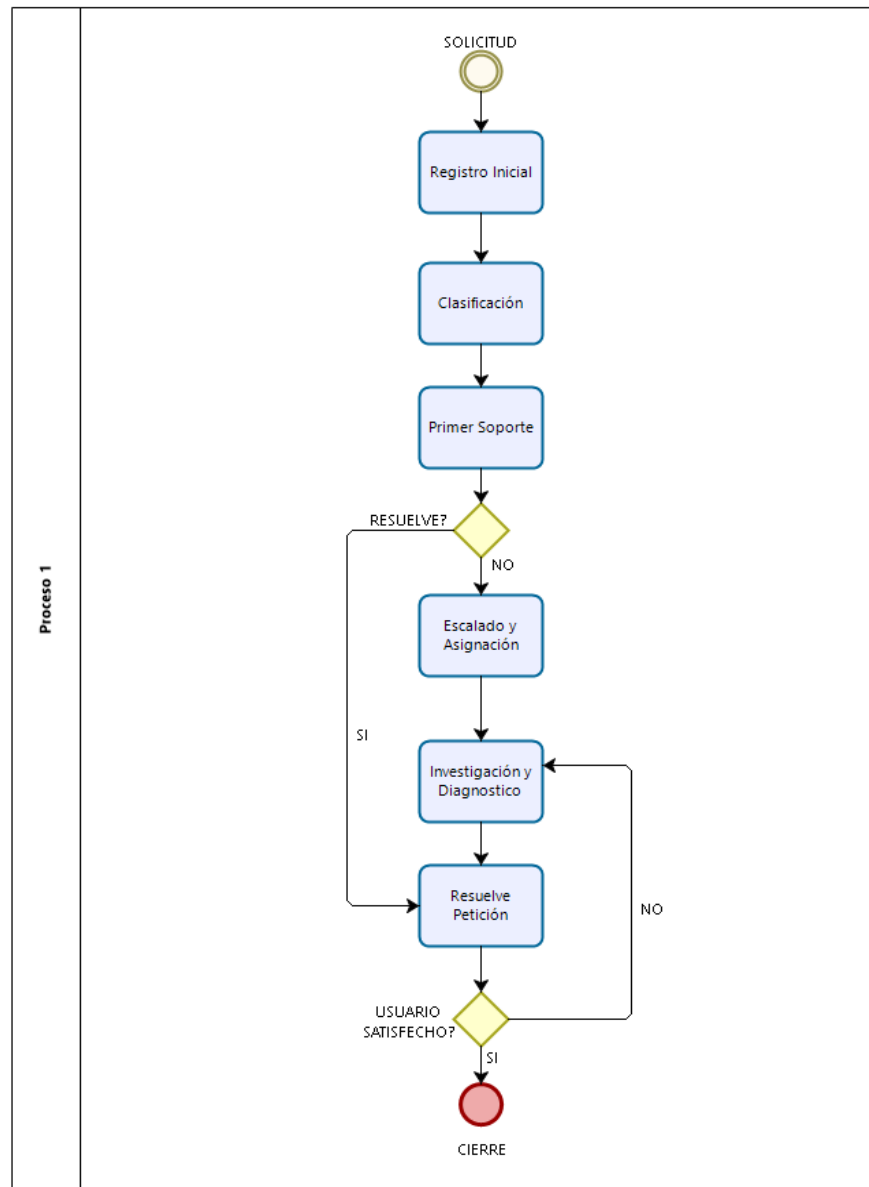 SOLICITUD
Registro Inicial
Clasificación
Primer Soporte
RESUELVE?
NO
Escalado y
Asignación
Proceso 1
SI
Investigación y
Diagnostico
Resuelve
Petición
NO
USUARIO
SATISFECHO?
SI
CIERRE